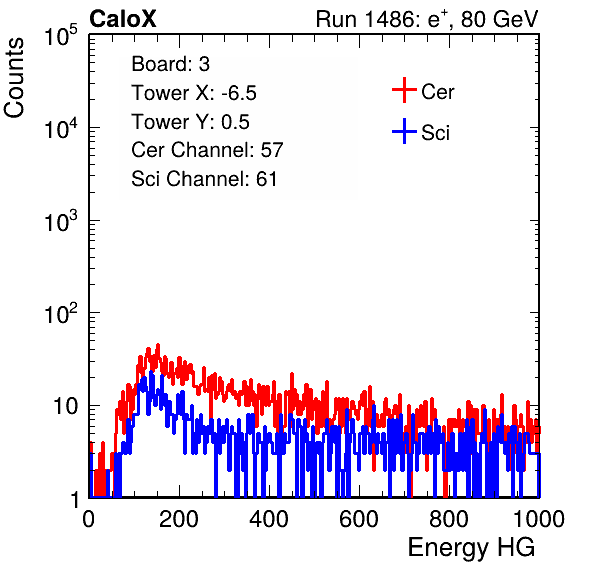 CaloX Run 1486: e⁺, 80 GeV
Counts
10⁵
10⁴
10³
10²
10
1
Board: 3
Tower X: -6.5
Tower Y: 0.5
Cer Channel: 57
Sci Channel: 61
Cer
Sci
0 200 400 600 800 1000
Energy HG